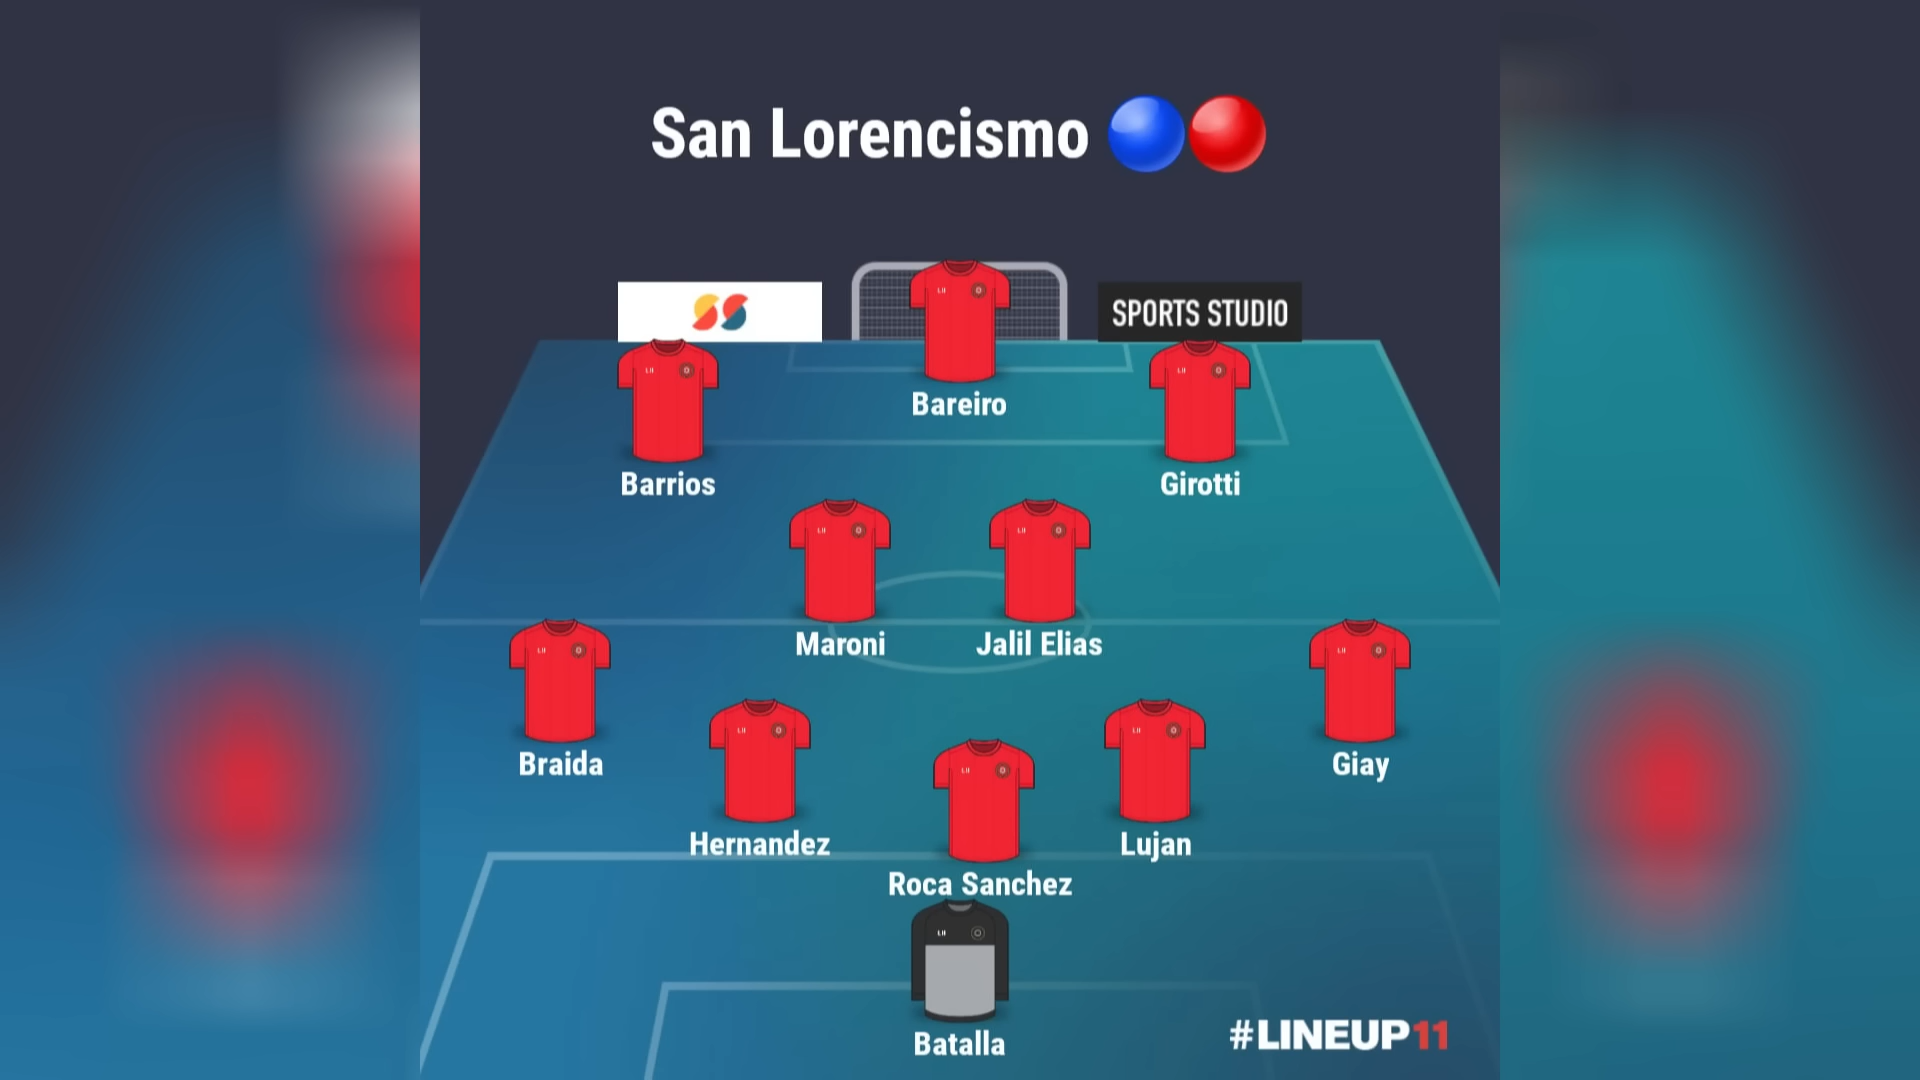 San Lorencismo
SPORTS STUDIO
Bareiro
Barrios
Girotti
Maroni
Jalil Elias
Braida
Giay
Hernandez
Lujan
Roca Sanchez
Batalla
#LINEUP11